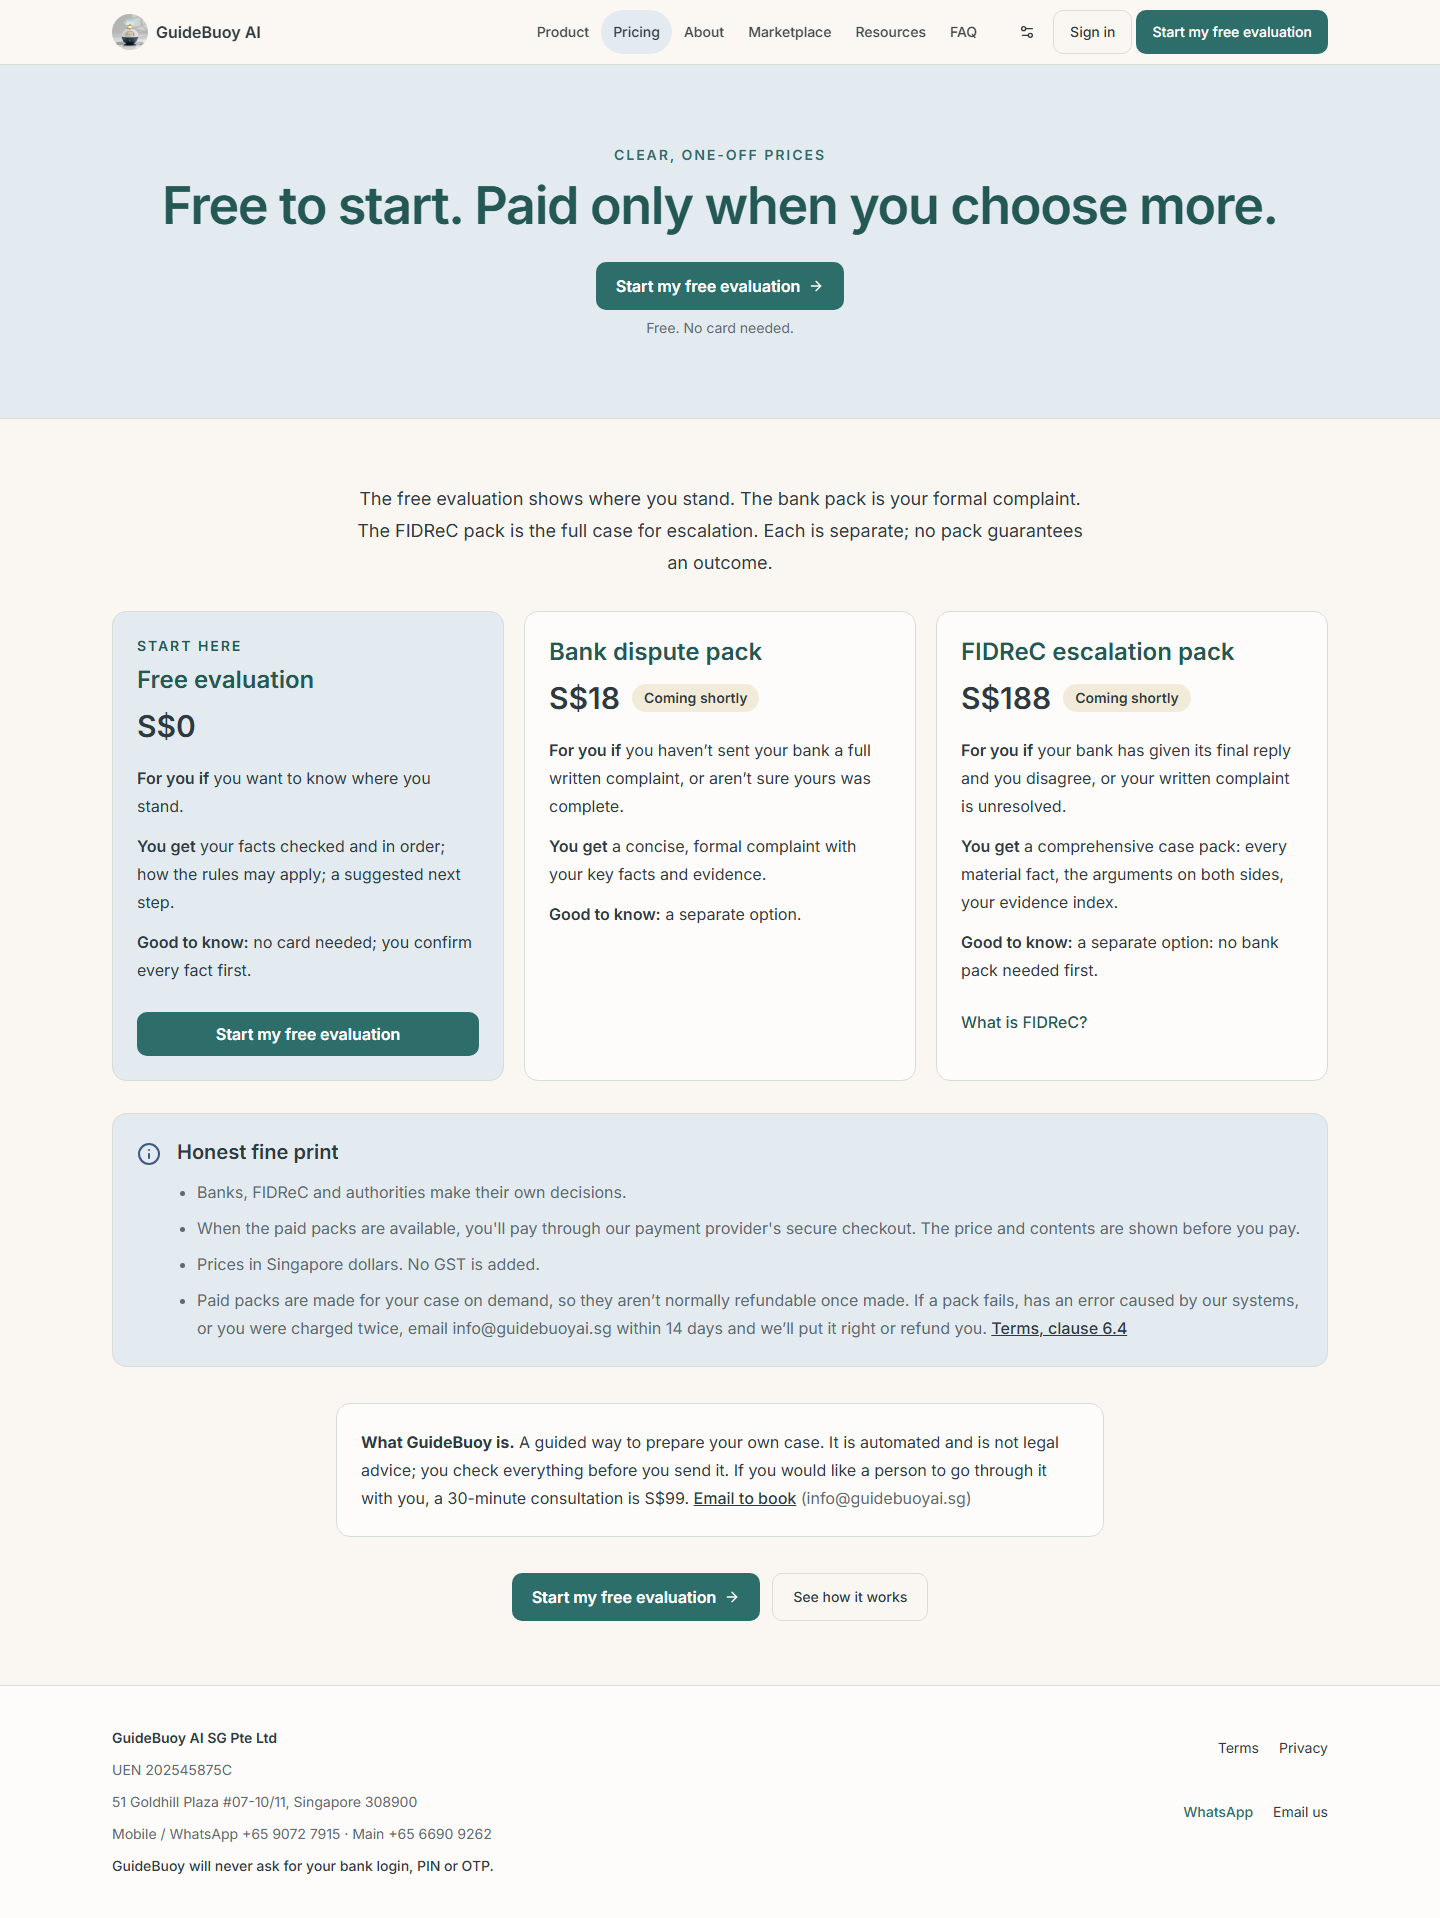 GuideBuoy AI
Product
Pricing
About
Marketplace
Resources
FAQ
Sign in
Start my free evaluation
CLEAR, ONE-OFF PRICES
Free to start. Paid only when you choose more.
Start my free evaluation →
Free. No card needed.
The free evaluation shows where you stand. The bank pack is your formal complaint.
The FIDReC pack is the full case for escalation. Each is separate; no pack guarantees
an outcome.
START HERE
Free evaluation
S$0
For you if you want to know where you
stand.
You get your facts checked and in order;
how the rules may apply; a suggested next
step.
Good to know: no card needed; you confirm
every fact first.
Start my free evaluation
Bank dispute pack
S$18 Coming shortly
For you if you haven’t sent your bank a full
written complaint, or aren’t sure yours was
complete.
You get a concise, formal complaint with
your key facts and evidence.
Good to know: a separate option.
FIDReC escalation pack
S$188 Coming shortly
For you if your bank has given its final reply
and you disagree, or your written complaint
is unresolved.
You get a comprehensive case pack: every
material fact, the arguments on both sides,
your evidence index.
Good to know: a separate option: no bank
pack needed first.
What is FIDReC?
Honest fine print
• Banks, FIDReC and authorities make their own decisions.
• When the paid packs are available, you'll pay through our payment provider's secure checkout. The price and contents are shown before you pay.
• Prices in Singapore dollars. No GST is added.
• Paid packs are made for your case on demand, so they aren’t normally refundable once made. If a pack fails, has an error caused by our systems,
or you were charged twice, email info@guidebuoyai.sg within 14 days and we’ll put it right or refund you. Terms, clause 6.4
What GuideBuoy is. A guided way to prepare your own case. It is automated and is not legal
advice; you check everything before you send it. If you would like a person to go through it
with you, a 30-minute consultation is S$99. Email to book (info@guidebuoyai.sg)
Start my free evaluation →
See how it works
GuideBuoy AI SG Pte Ltd
UEN 202545875C
51 Goldhill Plaza #07-10/11, Singapore 308900
Mobile / WhatsApp +65 9072 7915 · Main +65 6690 9262
GuideBuoy will never ask for your bank login, PIN or OTP.
Terms
Privacy
WhatsApp
Email us